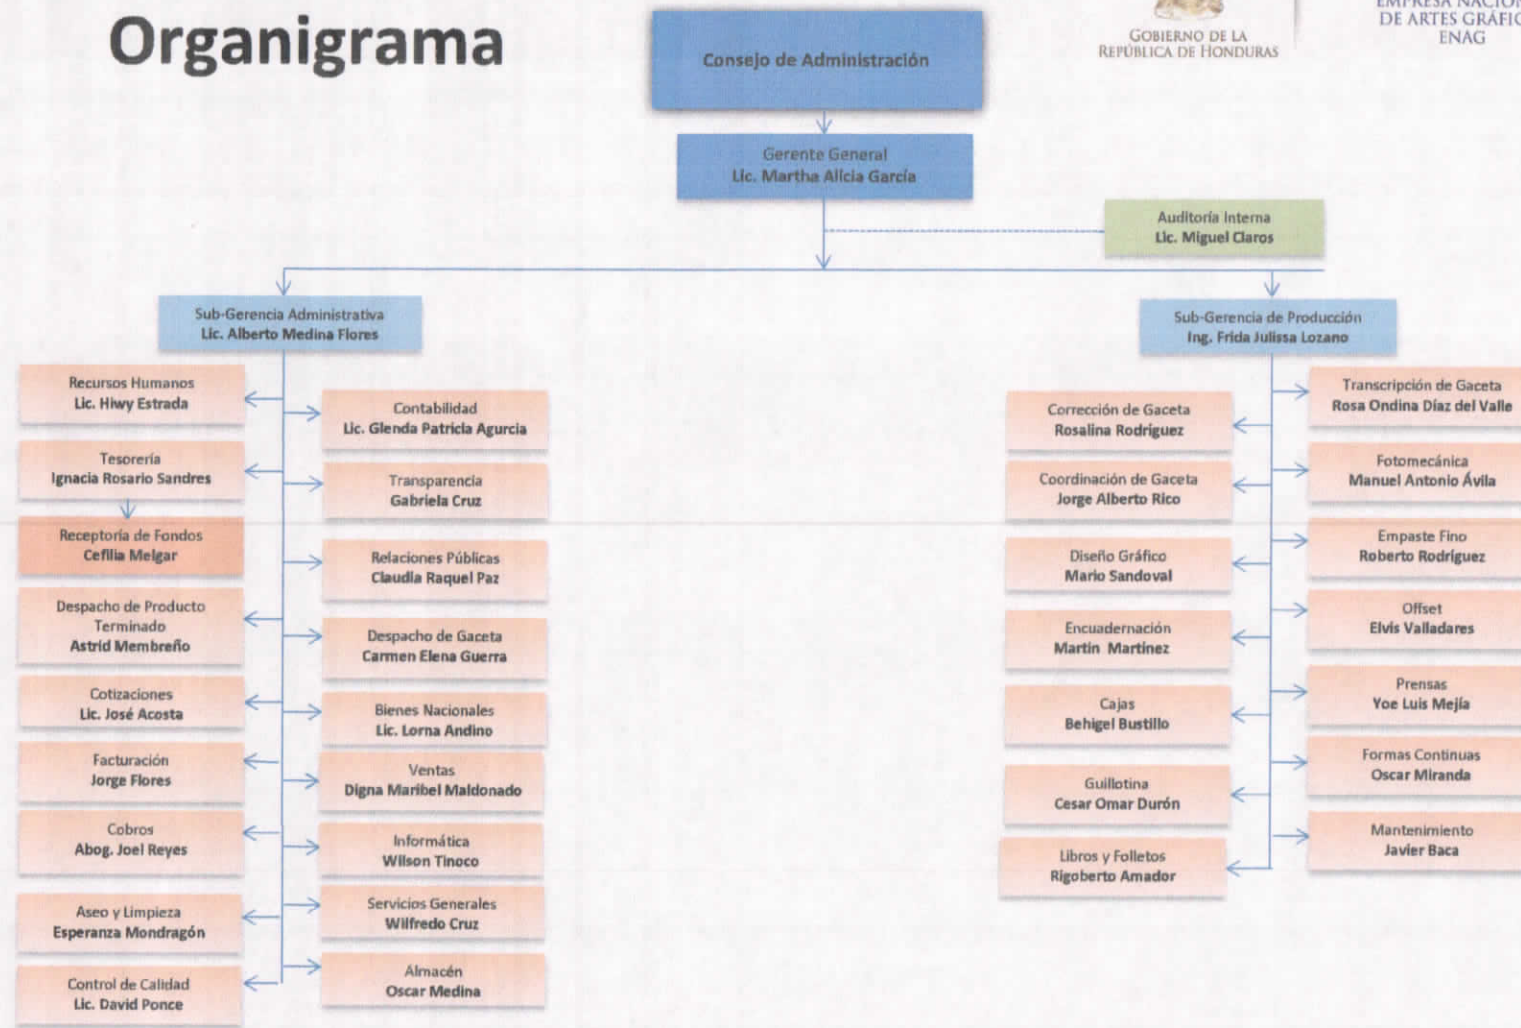 Organigrama
Consejo de Administración
GOBIERNO DE LA
REPÚBLICA DE HONDURAS
DE ARTES
ENAG
Gerente General
Lic. Martha Alicia García
Auditoría Interna
Lic. Miguel Claros
Sub-Gerencia Administrativa
Lic. Alberto Medina Flores
Recursos Humanos
Lic. Hiwy Estrada
Tesorería
Ignacia Rosario Sandres
Receptoría de Fondos
Cefilia Melgar
Despacho de Producto
Terminado
Astrid Membreño
Cotizaciones
Lic. José Acosta
Facturación
Jorge Flores
Cobros
Abog. Joel Reyes
Aseo y Limpieza
Esperanza Mondragón
Control de Calidad
Lic. David Ponce
Contabilidad
Lic. Glenda Patricia Agurcia
Transparencia
Gabriela Cruz
Relaciones Públicas
Claudia Raquel Paz
Despacho de Gaceta
Carmen Elena Guerra
Bienes Nacionales
Lic. Lorna Andino
Ventas
Digna Maribel Maldonado
Informática
Wilson Tinoco
Servicios Generales
Wilfredo Cruz
Almacén
Oscar Medina
Sub-Gerencia de Producción
Ing. Frida Julissa Lozano
Corrección de Gaceta
Rosalina Rodríguez
Coordinación de Gaceta
Jorge Alberto Rico
Diseño Gráfico
Mario Sandoval
Encuadernación
Martin Martínez
Cajas
Behigel Bustillo
Guillotina
Cesar Omar Durón
Libros y Folletos
Rigoberto Amador
Transcripción de Gaceta
Rosa Ondina Díaz del Valle
Fotomecánica
Manuel Antonio Ávila
Empaste Fino
Roberto Rodríguez
Offset
Elvis Valladares
Prensas
Yoe Luis Mejía
Formas Continuas
Oscar Miranda
Mantenimiento
Javier Baca